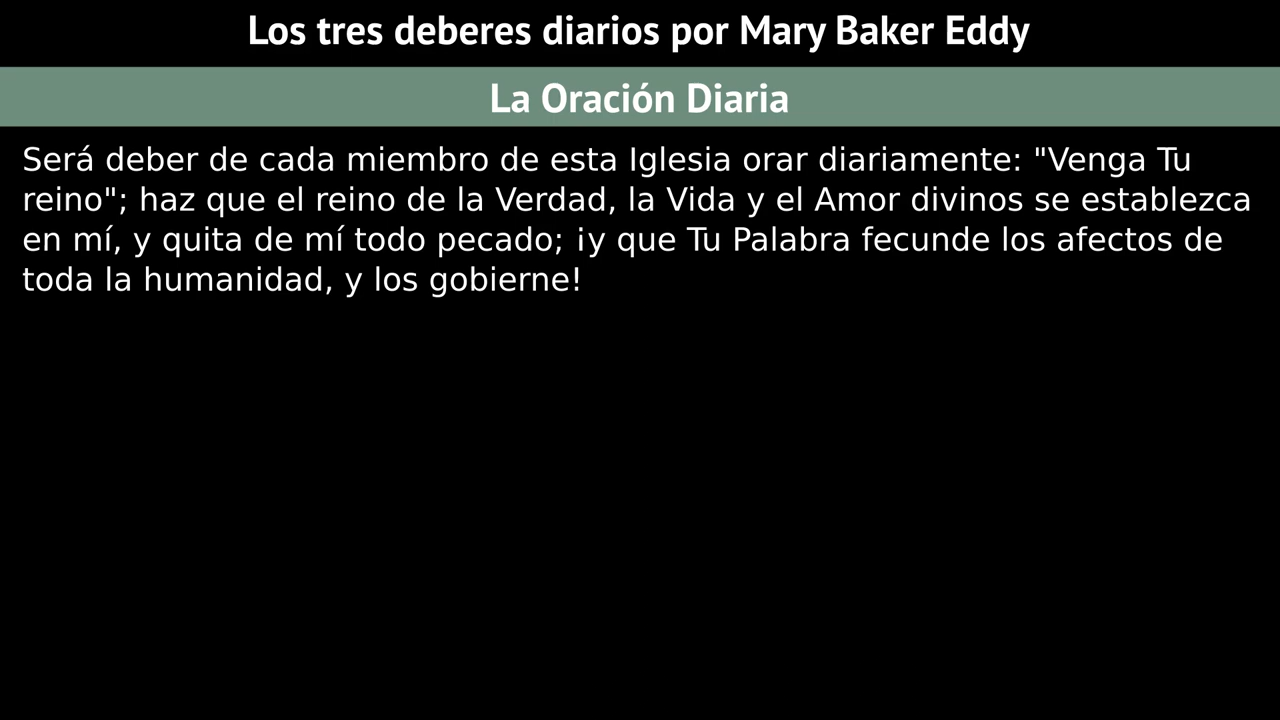 Los tres deberes diarios por Mary Baker Eddy
La Oración Diaria
Será deber de cada miembro de esta Iglesia orar diariamente: "Venga Tu
reino"; haz que el reino de la Verdad, la Vida y el Amor divinos se establezca
en mí, y quita de mí todo pecado; ¡y que Tu Palabra fecunde los afectos de
toda la humanidad, y los gobierne!